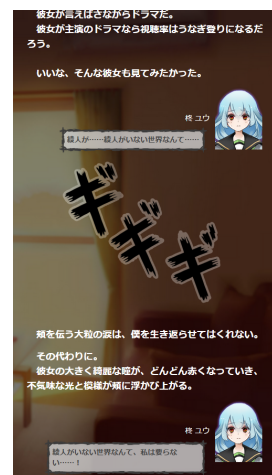 彼女が言えばさながらドラマだ。
彼女が主演のドラマなら視聴率はうなぎ登りになるだ
ろう。
いいな、そんな彼女も見てみたかった。
柊 ユウ
綾人が……綾人がいない世界なんて……
ギギギ
頬を伝う大粒の涙は、僕を生き返らせてはくれない。
その代わりに。
彼女の大きく綺麗な瞳が、どんどん赤くなっていき、
不気味な光と模様が頬に浮かび上がる。
柊 ユウ
綾人がいない世界なんて、私は要らな
い……！